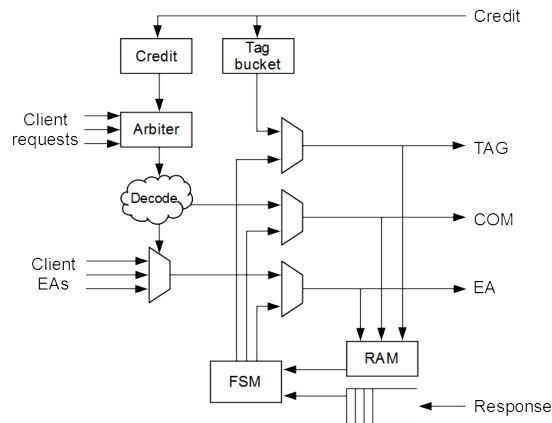 Credit
Credit
Tag
bucket
Client
requests
Arbiter
TAG
Decode
COM
Client
EAs
EA
RAM
FSM
Response